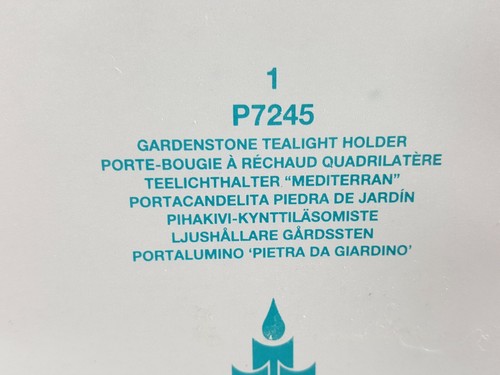 1
P7245
GARDENSTONE TEALIGHT HOLDER
PORTE-BOUGIE À RÉCHAUD QUADRILATÈRE
TEELICHTHALTER “MEDITERRAN”
PORTACANDELITA PIEDRA DE JARDÍN
PIHAKIVI-KYNTTILÄSOMISTE
LJUSHÅLLARE GÅRDSSTEN
PORTALUMINO ‘PIETRA DA GIARDINO’